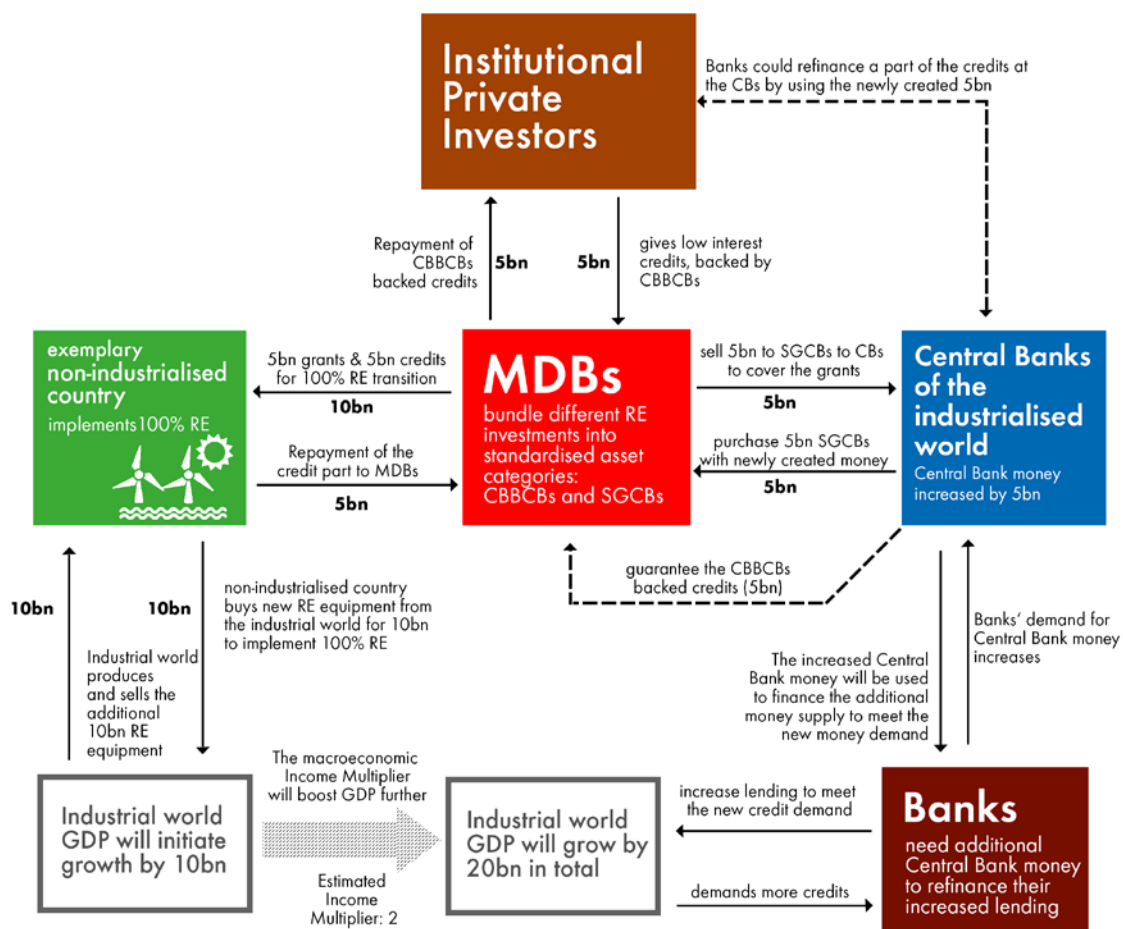 Institutional
Private
Investors
Banks could refinance a part of the credits at
the CBs by using the newly created 5bn
Repayment of
CBBCBs
backed credits
5bn
5bn
gives low interest
credits, backed by
CBBCBs
exemplary
non-industrialised
country
implements 100% RE
5bn grants & 5bn credits
for 100% RE transition
10bn
Repayment of the
credit part to MDBs
5bn
MDBs
bundle different RE
investments into
standardised asset
categories:
CBBCBs and SGCBs
sell 5bn to SGCBs to CBs
to cover the grants
5bn
purchase 5bn SGCBs
with newly created money
5bn
Central Banks
of the
industrialised
world
Central Bank money
increased by 5bn
guarantee the CBBCBs
backed credits (5bn)
10bn
10bn
non-industrialised country
buys new RE equipment from
the industrial world for 10bn
to implement 100% RE
Industrial world
produces
and sells the
additional
10bn RE
equipment
Banks' demand for
Central Bank money
increases
The increased Central
Bank money will be used
to finance the additional
money supply to meet the
new money demand
Industrial world
GDP will initiate
growth by 10bn
The macroeconomic
Income Multiplier
will boost GDP further
Estimated
Income
Multiplier: 2
Industrial world
GDP will grow by
20bn in total
increase lending to meet
the new credit demand
demands more credits
Banks
need additional
Central Bank money
to refinance their
increased lending